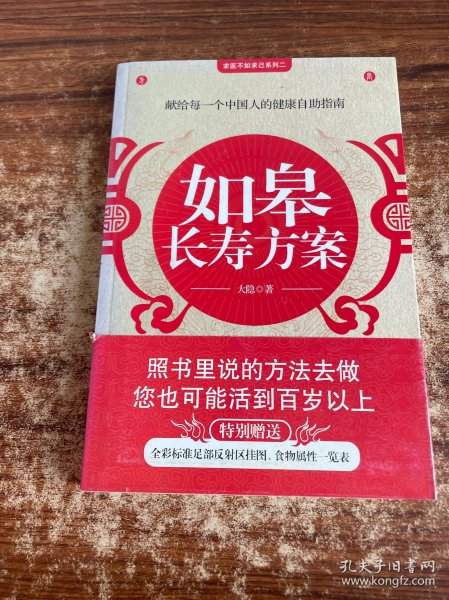 求医不如求己系列二
献给每一个中国人的健康自助指南
如皋
长寿方案
大隐◎著
照书里说的方法去做
您也可能活到百岁以上
特别赠送
全彩标准足部反射区挂图、食物属性一览表
孔夫子旧书网
www.kongfz.com